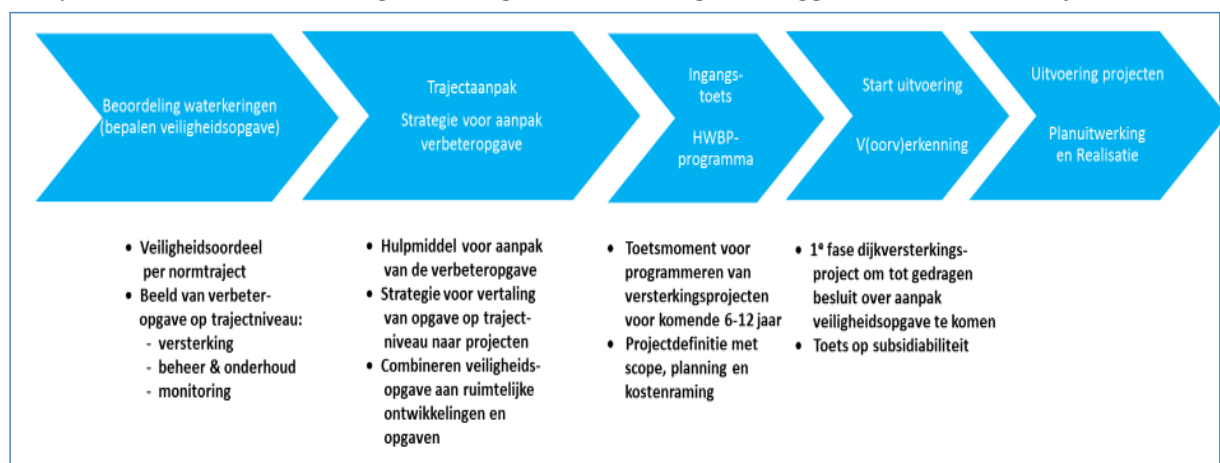 Beoordeling waterkeringen
(bepalen veiligheidsopgave)
Trajectaanpak
Strategie voor aanpak
verbeteropgave
Ingangs-
toets
HWBP-
programma
Start uitvoering
V(oorv)erkenning
Uitvoering projecten
Planuitwerking
en Realisatie
• Veiligheidsoordeel
per normtraject
• Beeld van verbeter-
opgave op trajectniveau:
- versterking
- beheer & onderhoud
- monitoring
• Hulpmiddel voor aanpak
van de verbeteropgave
• Strategie voor vertaling
van opgave op traject-
niveau naar projecten
• Combineren veiligheids-
opgave aan ruimtelijke
ontwikkelingen en
opgaven
• Toetsmoment voor
programmeren van
versterkingsprojecten
voor komende 6-12 jaar
• Projectdefinitie met
scope, planning en
kostenraming
• 1ᵉ fase dijkversterkings-
project om tot gedragen
besluit over aanpak
veiligheidsopgave te komen
• Toets op subsidiabiliteit